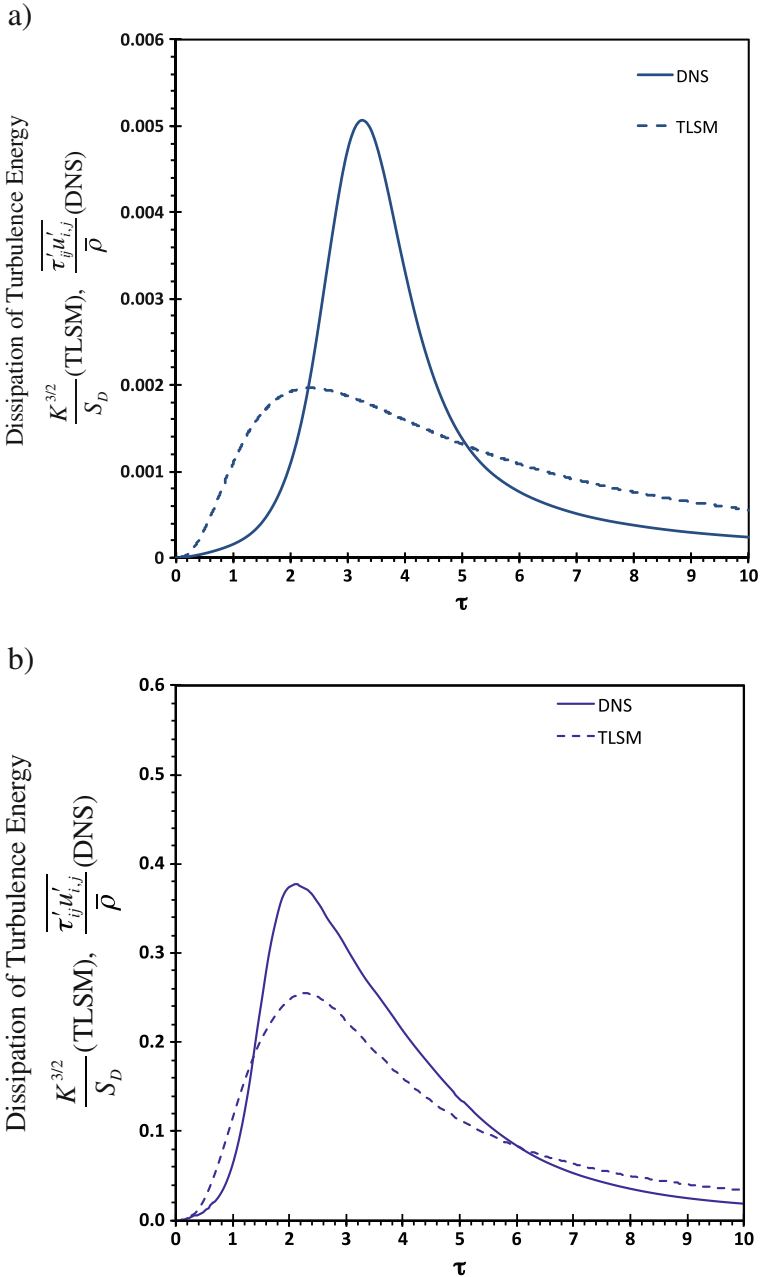 a)
Dissipation of Turbulence Energy
K^{3/2}/S_D (TLSM), \overline{τ'_{ij}u'_{i,j}}/\overline{ρ} (DNS)
0.006
0.005
0.004
0.003
0.002
0.001
0
DNS
TLSM
0 1 2 3 4 5 6 7 8 9 10
τ
b)
Dissipation of Turbulence Energy
K^{3/2}/S_D (TLSM), \overline{τ'_{ij}u'_{i,j}}/\overline{ρ} (DNS)
0.6
0.5
0.4
0.3
0.2
0.1
0.0
DNS
TLSM
0 1 2 3 4 5 6 7 8 9 10
τ